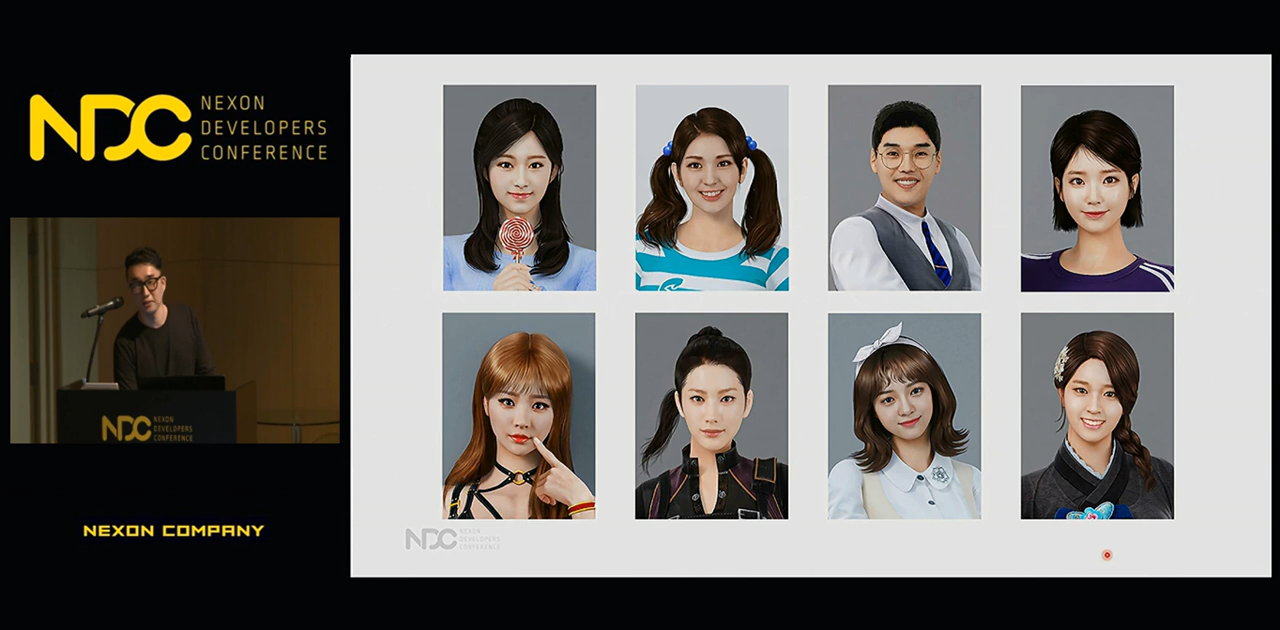 NDC
NEXON
DEVELOPERS
CONFERENCE
NDC
NEXON
DEVELOPERS
CONFERENCE
NEXON COMPANY
NDC
NEXON
DEVELOPERS
CONFERENCE